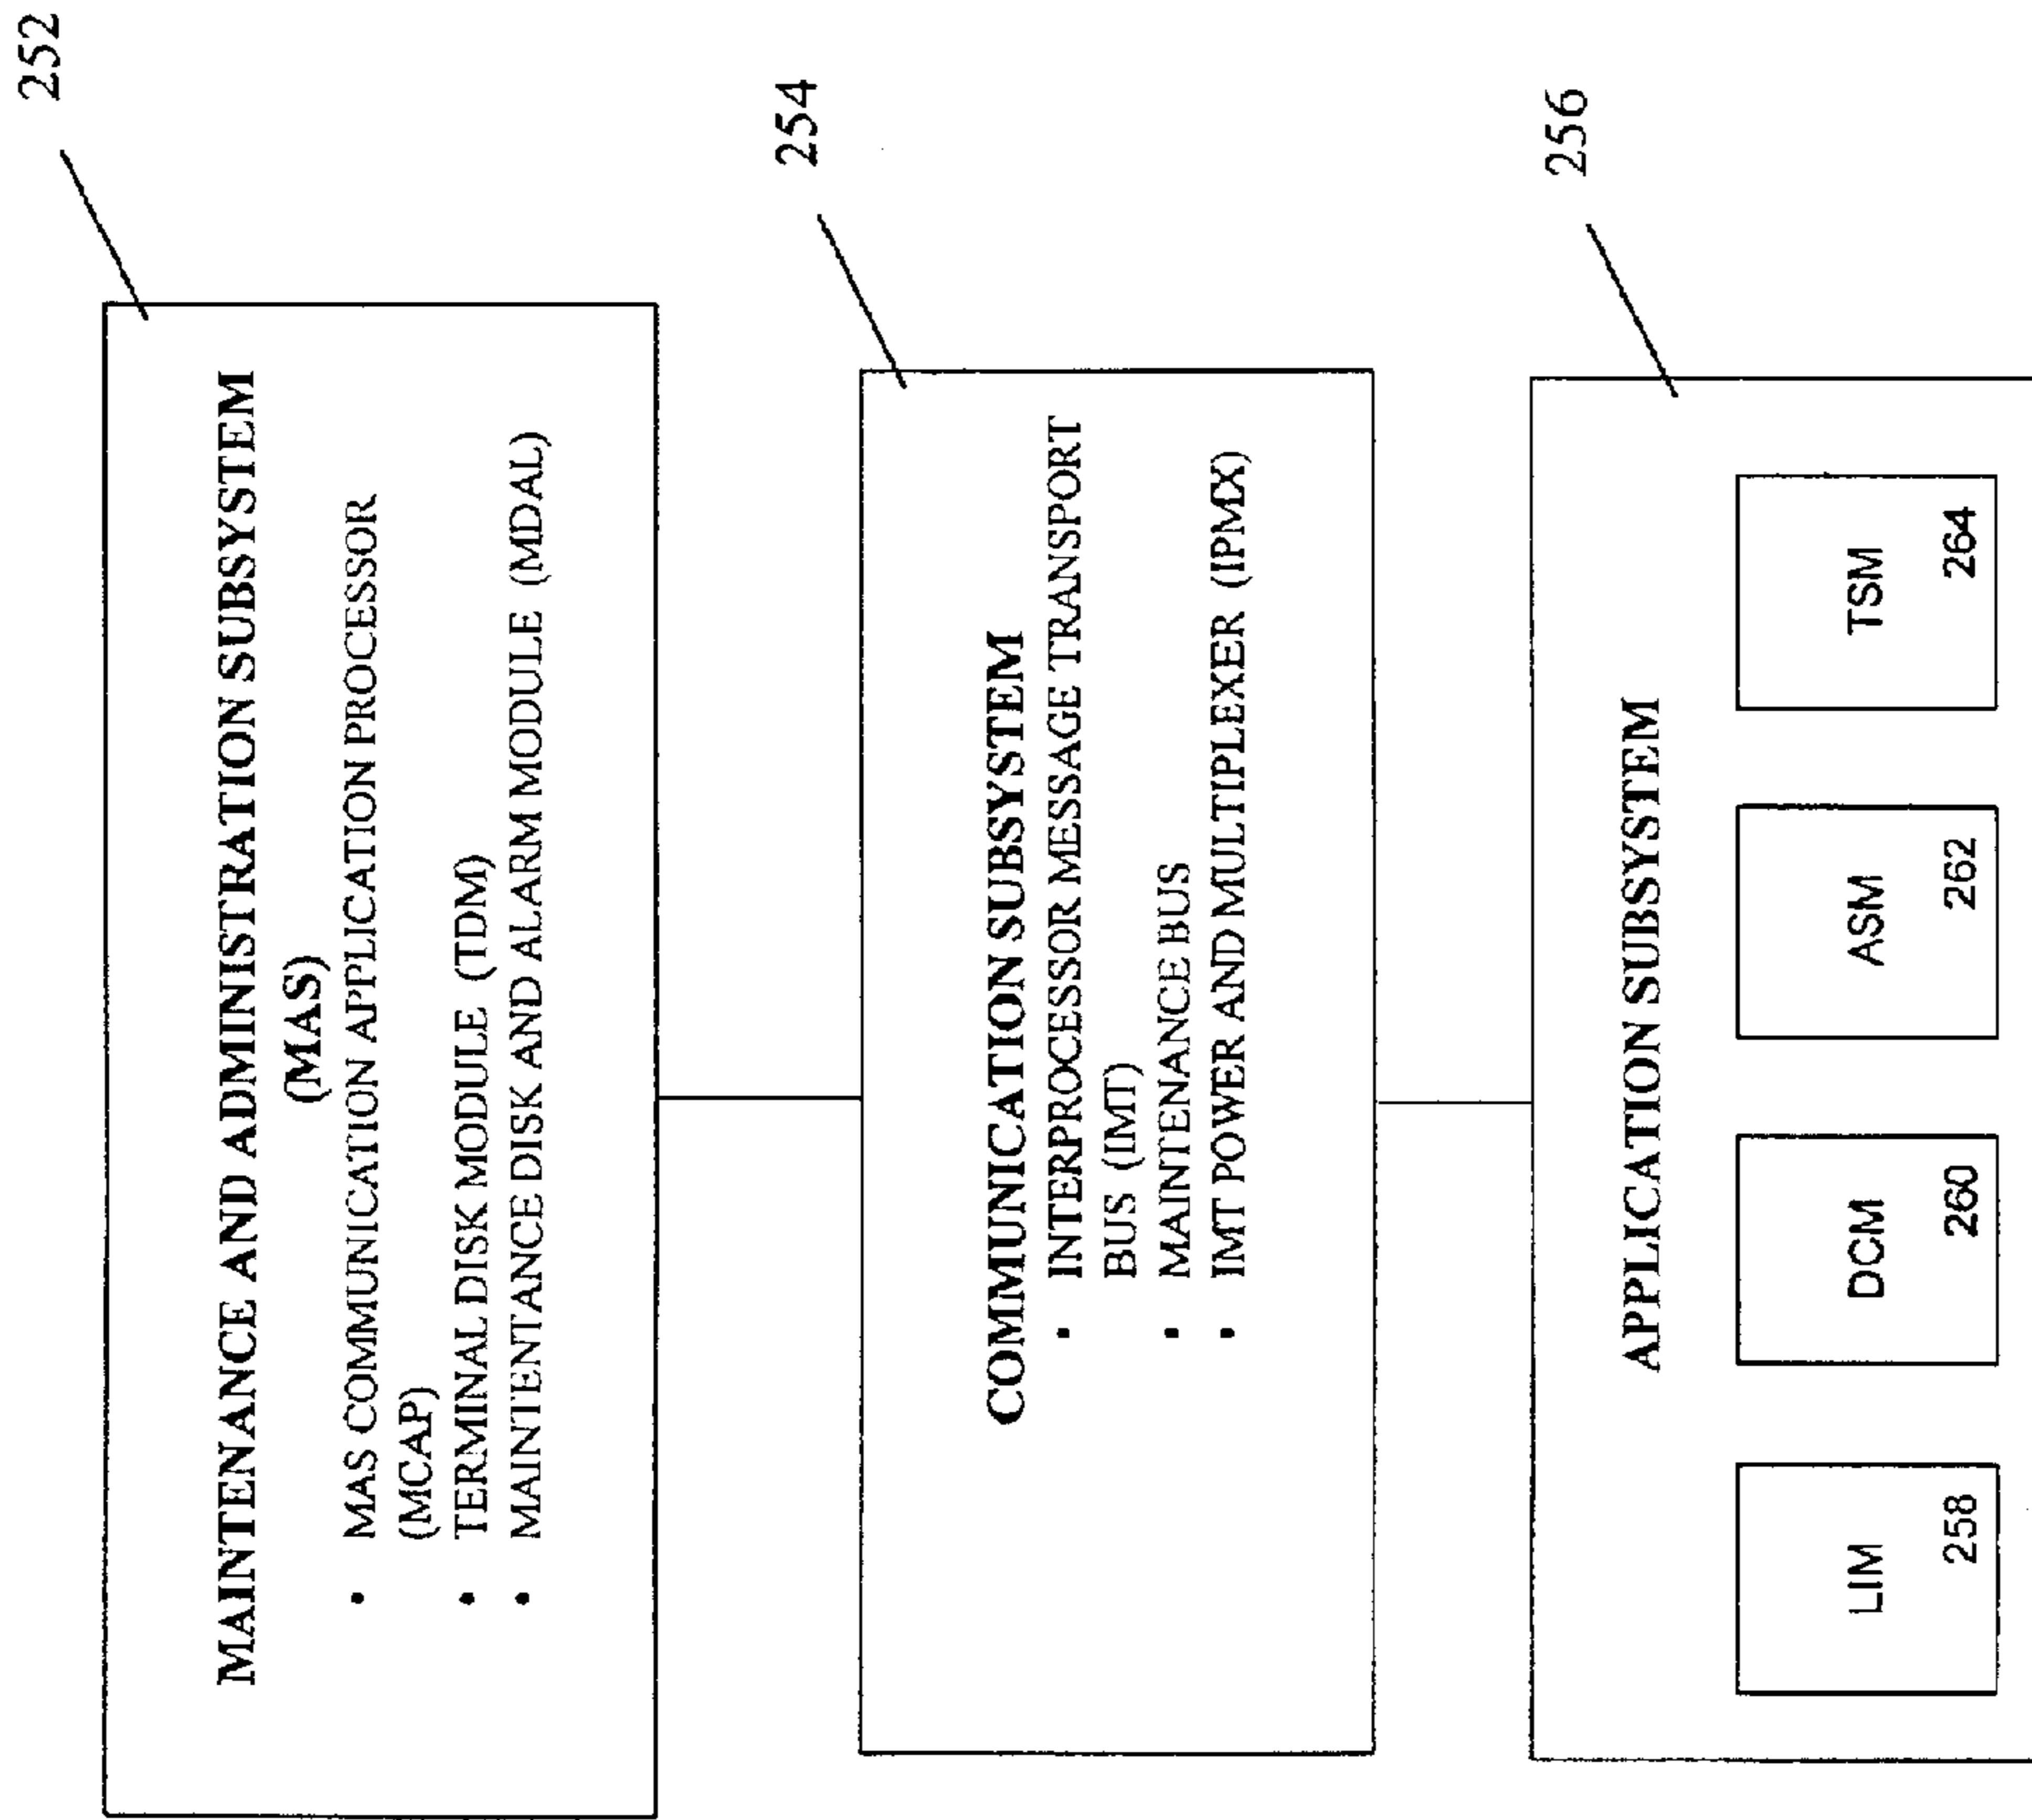 252
MAINTENANCE AND ADMINISTRATION SUBSYSTEM
(MAS)
• MAS COMMUNICATION APPLICATION PROCESSOR
(MCAP)
• TERMINAL DISK MODULE (TDM)
• MAINTENTANCE DISK AND ALARM MODULE (MDAL)
254
COMMUNICATION SUBSYSTEM
• INTERPROCESSOR MESSAGE TRANSPORT
BUS (IMT)
• MAINTENANCE BUS
• IMT POWER AND MULTIPLEXER (IPMX)
256
APPLICATION SUBSYSTEM
LIM
258
DCM
260
ASM
262
TSM
264